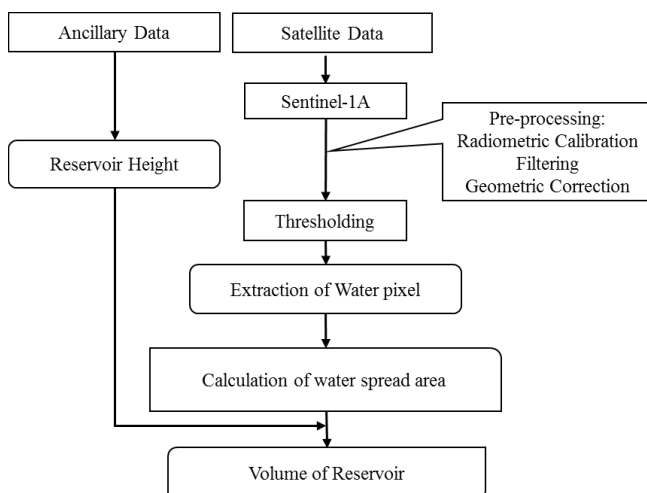 Ancillary Data
Satellite Data
Sentinel-1A
Pre-processing:
Radiometric Calibration
Filtering
Geometric Correction
Reservoir Height
Thresholding
Extraction of Water pixel
Calculation of water spread area
Volume of Reservoir